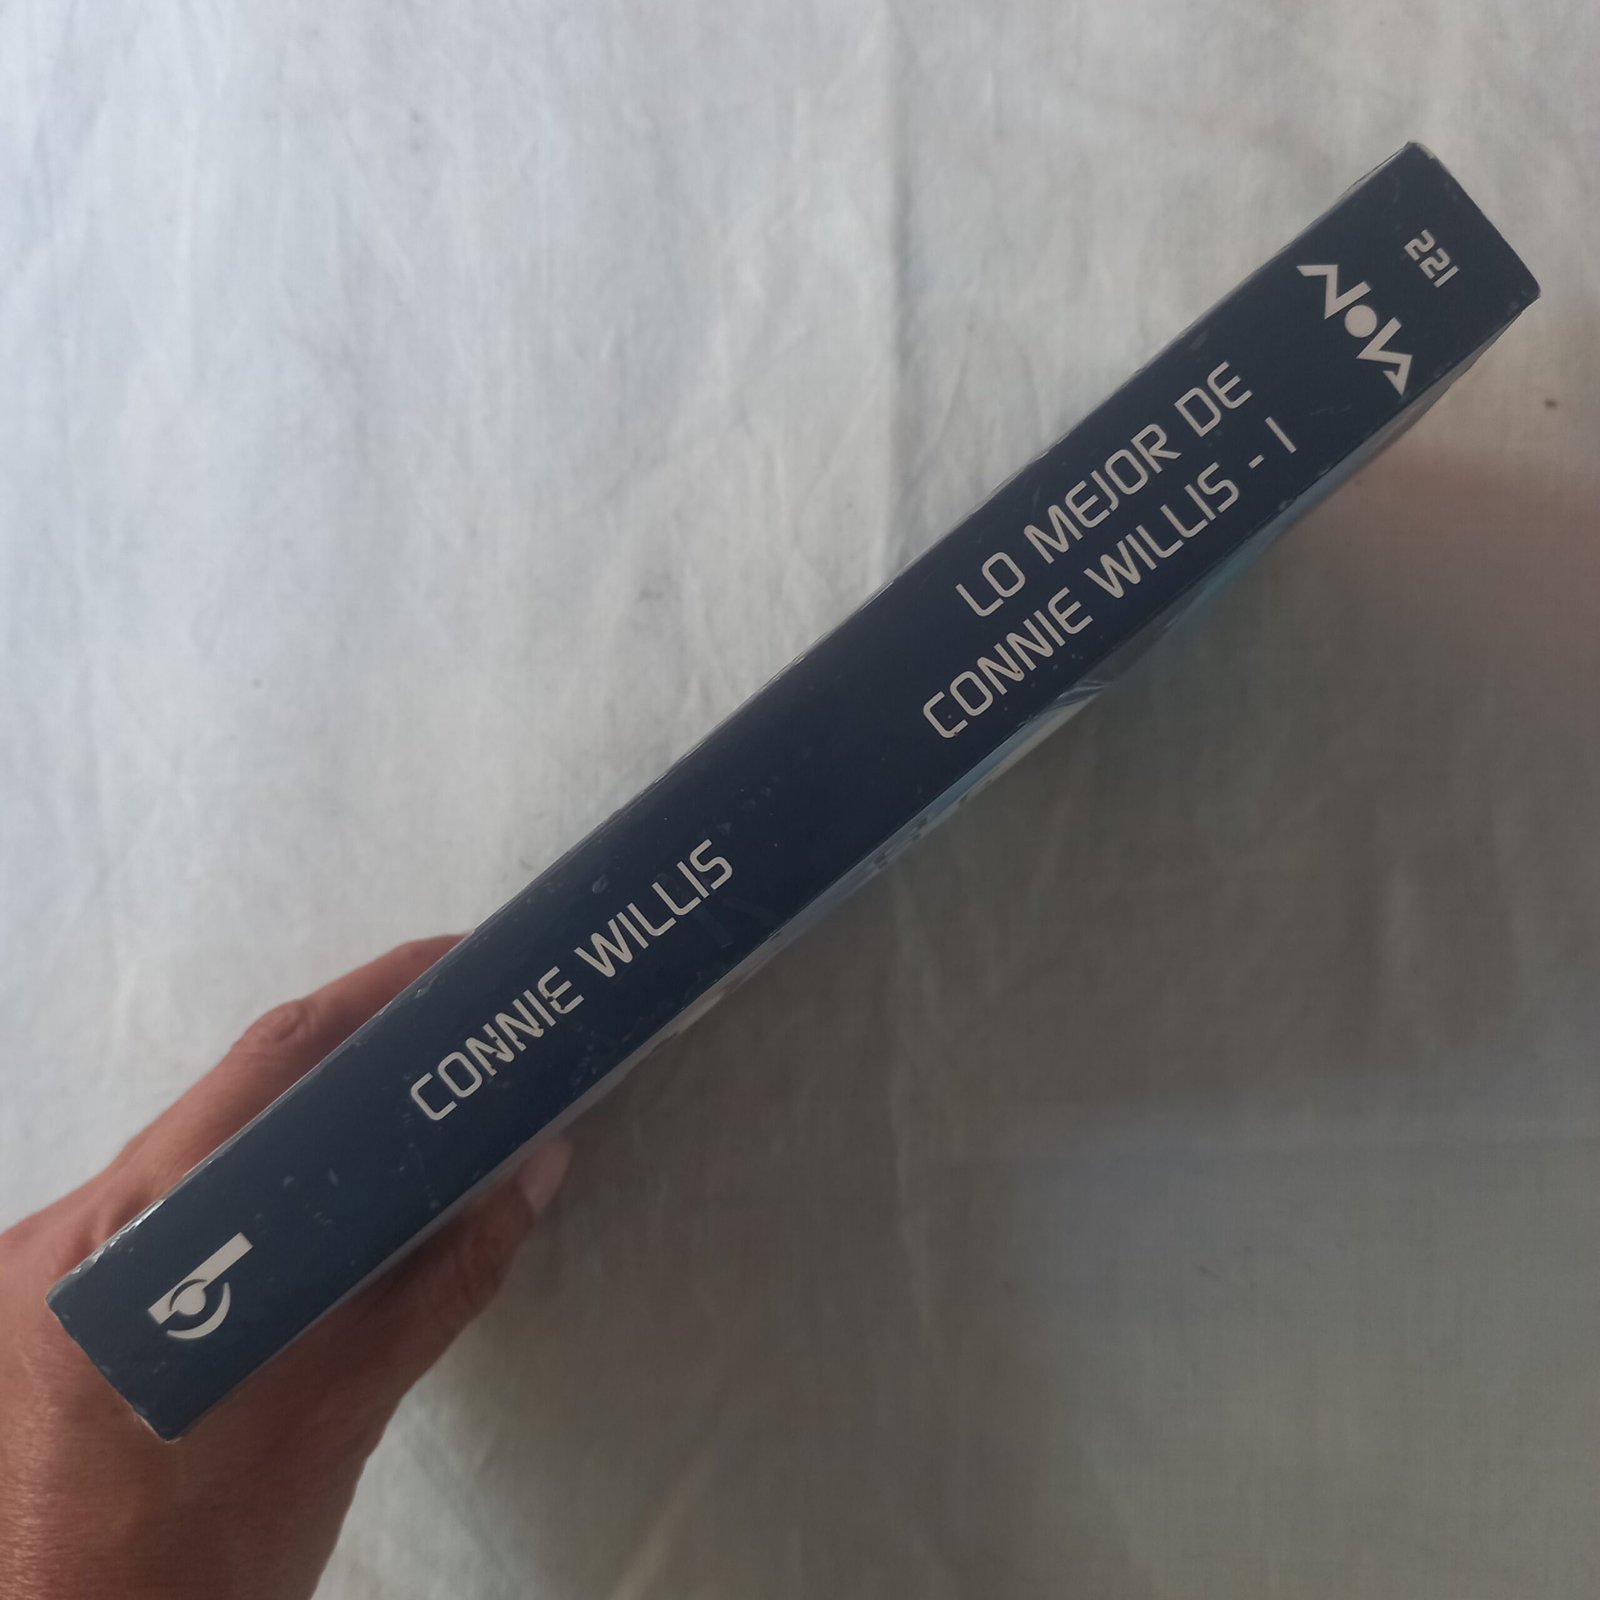 CONNIE WILLIS
LO MEJOR DE
CONNIE WILLIS - I
NOVA
221